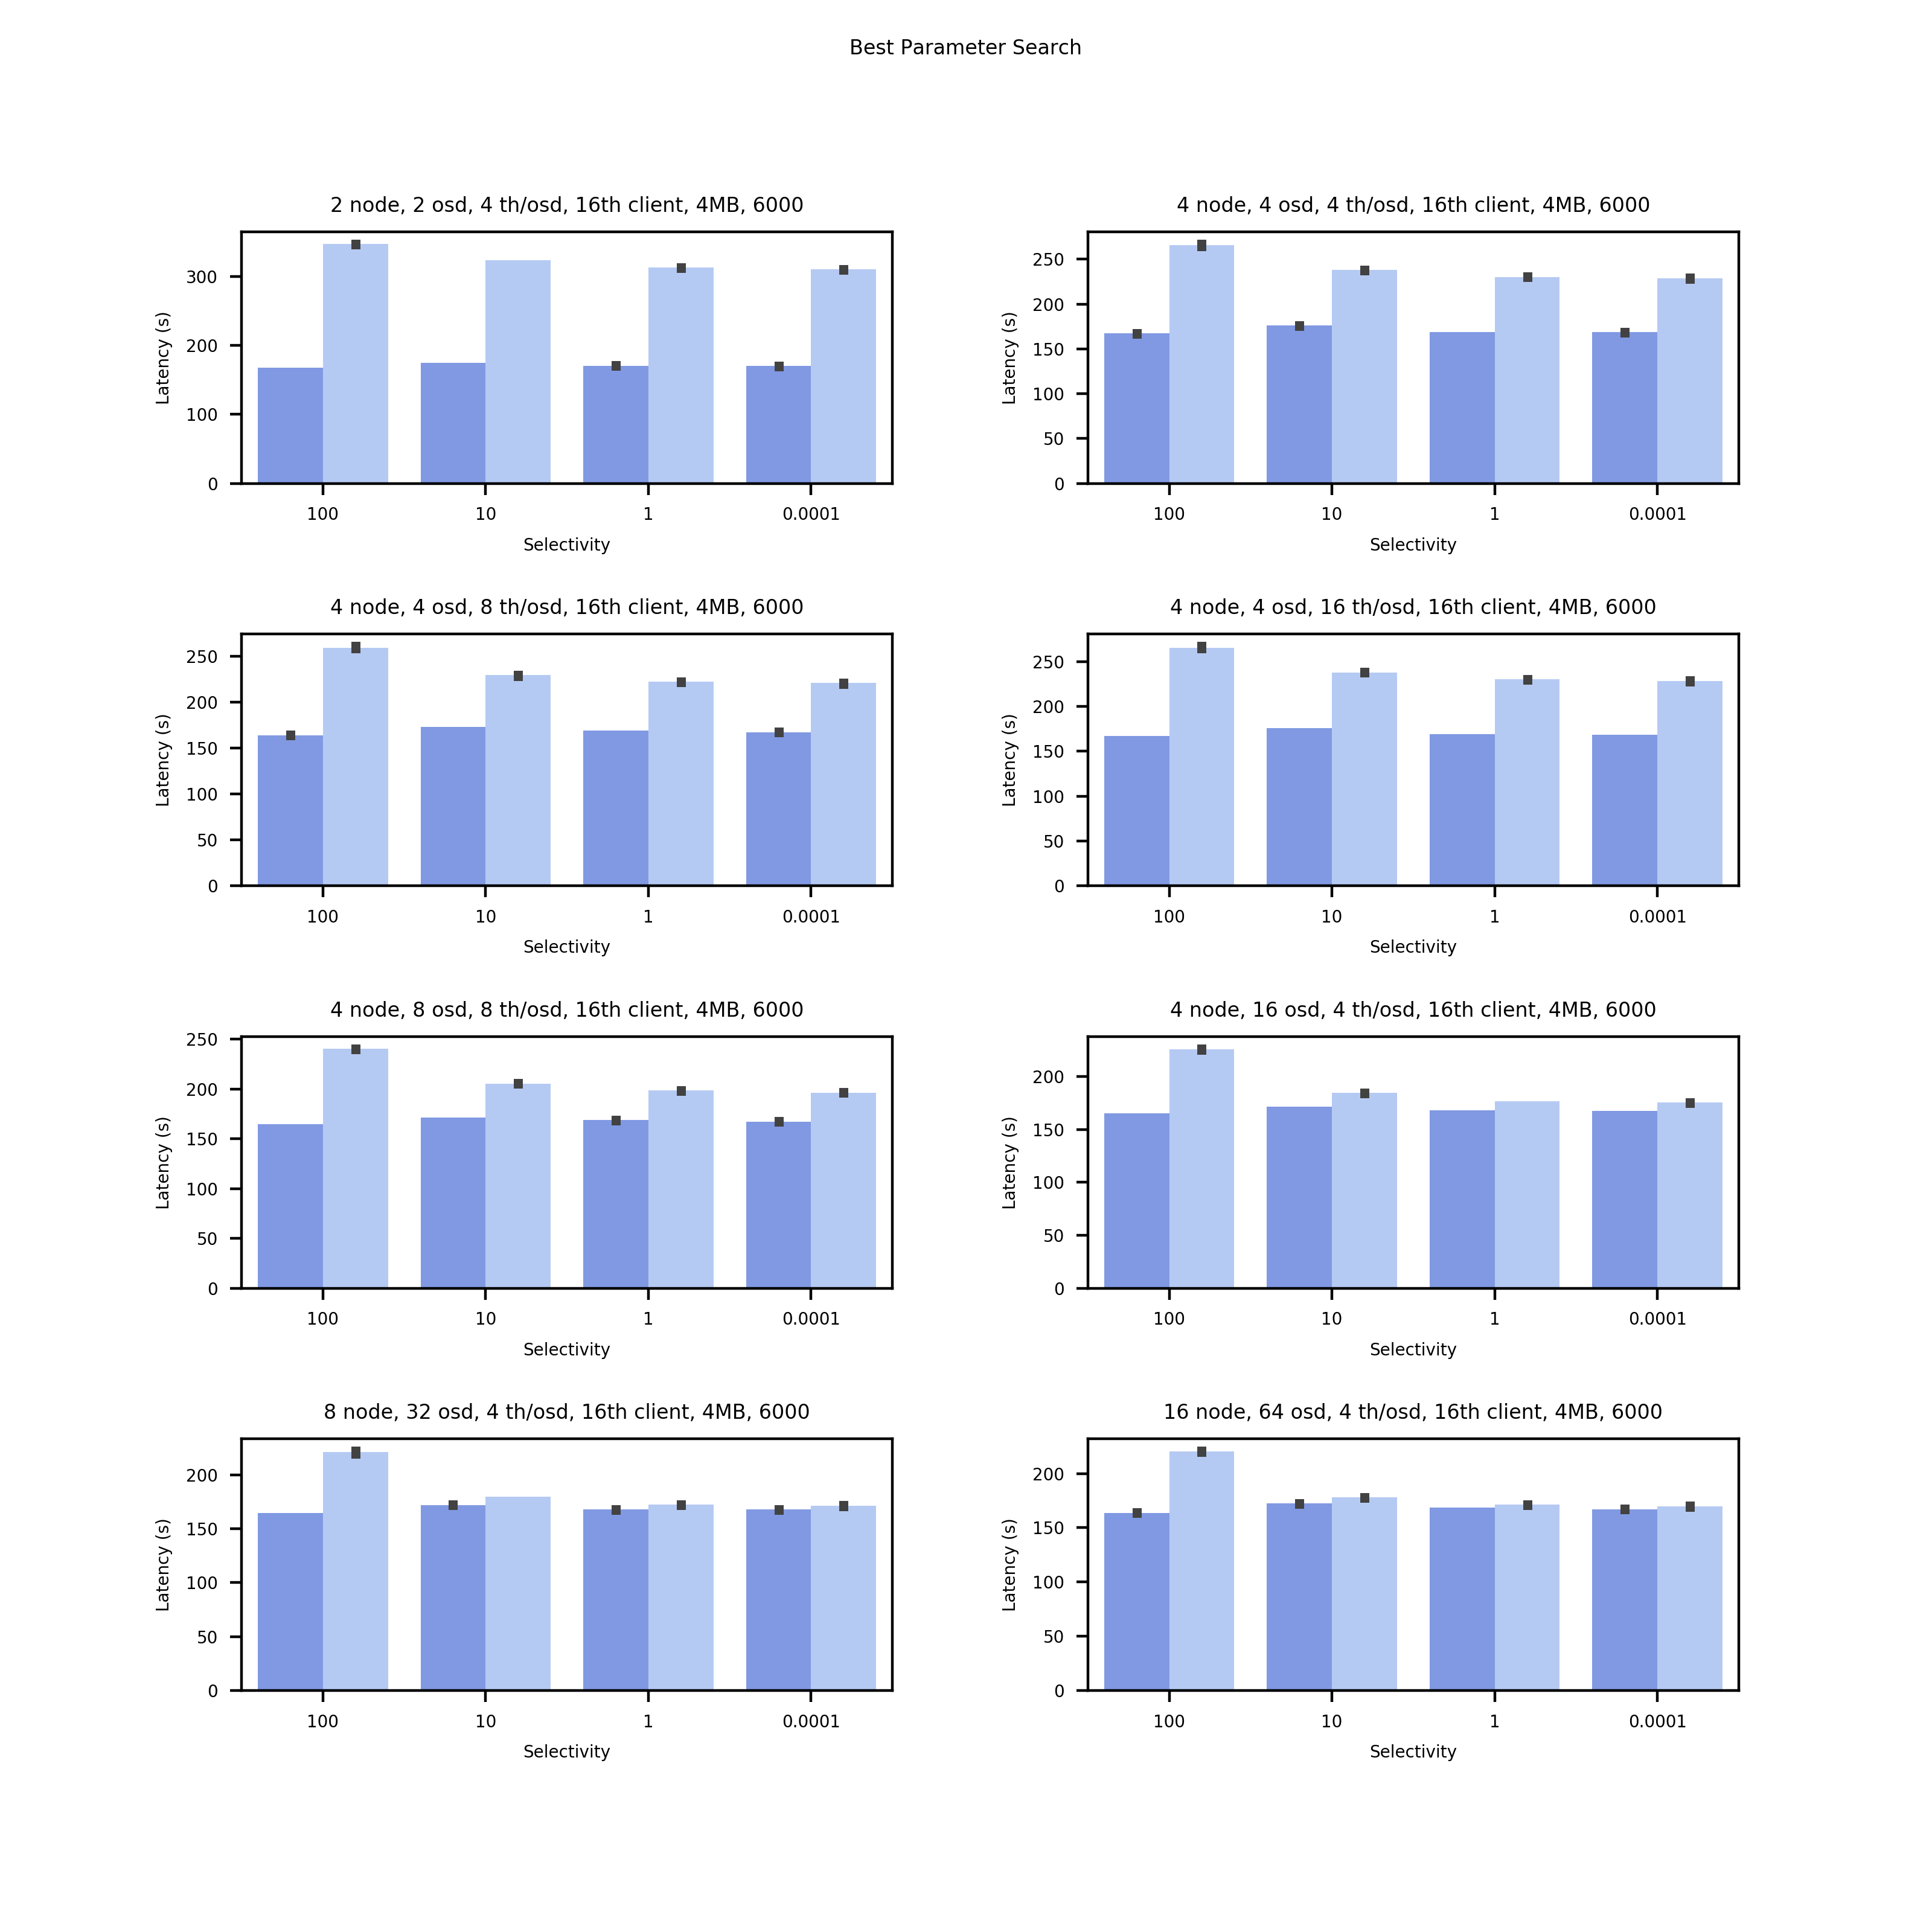 Best Parameter Search
2 node, 2 osd, 4 th/osd, 16th client, 4MB, 6000
300
200
100
0
Latency (s)
100 10 1 0.0001
Selectivity
4 node, 4 osd, 4 th/osd, 16th client, 4MB, 6000
250
200
150
100
50
0
Latency (s)
100 10 1 0.0001
Selectivity
4 node, 4 osd, 8 th/osd, 16th client, 4MB, 6000
250
200
150
100
50
0
Latency (s)
100 10 1 0.0001
Selectivity
4 node, 4 osd, 16 th/osd, 16th client, 4MB, 6000
250
200
150
100
50
0
Latency (s)
100 10 1 0.0001
Selectivity
4 node, 8 osd, 8 th/osd, 16th client, 4MB, 6000
250
200
150
100
50
0
Latency (s)
100 10 1 0.0001
Selectivity
4 node, 16 osd, 4 th/osd, 16th client, 4MB, 6000
200
150
100
50
0
Latency (s)
100 10 1 0.0001
Selectivity
8 node, 32 osd, 4 th/osd, 16th client, 4MB, 6000
200
150
100
50
0
Latency (s)
100 10 1 0.0001
Selectivity
16 node, 64 osd, 4 th/osd, 16th client, 4MB, 6000
200
150
100
50
0
Latency (s)
100 10 1 0.0001
Selectivity